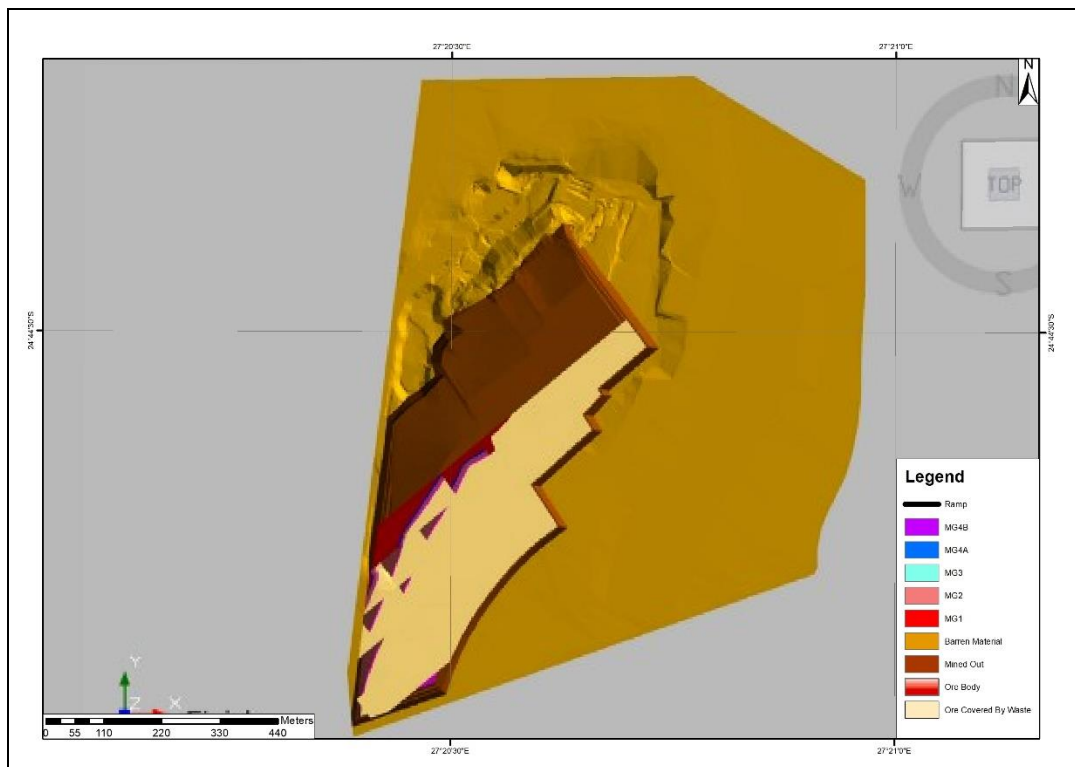 27°20'30"E
27°21'0"E
N
N
W
TOP
S
24°44'30"S
24°44'30"S
Legend
Ramp
MG4B
MG4A
MG3
MG2
MG1
Barren Material
Mined Out
Ore Body
Ore Covered By Waste
Y
Z
X
Meters
0
55
110
220
330
440
27°20'30"E
27°21'0"E